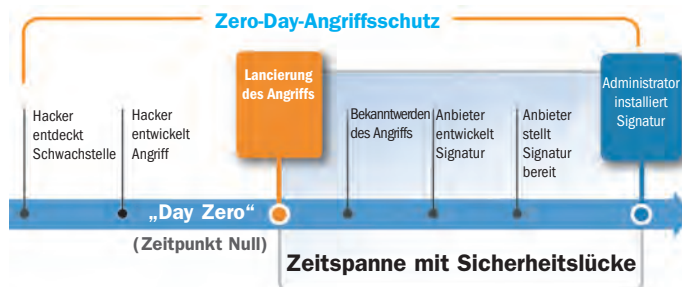 Zero-Day-Angriffsschutz
Lancierung
des Angriffs
Administrator
installiert
Signatur
Hacker
entdeckt
Schwachstelle
Hacker
entwickelt
Angriff
Bekanntwerden
des Angriffs
Anbieter
entwickelt
Signatur
Anbieter
stellt
Signatur
bereit
„Day Zero“
(Zeitpunkt Null)
Zeitspanne mit Sicherheitslücke